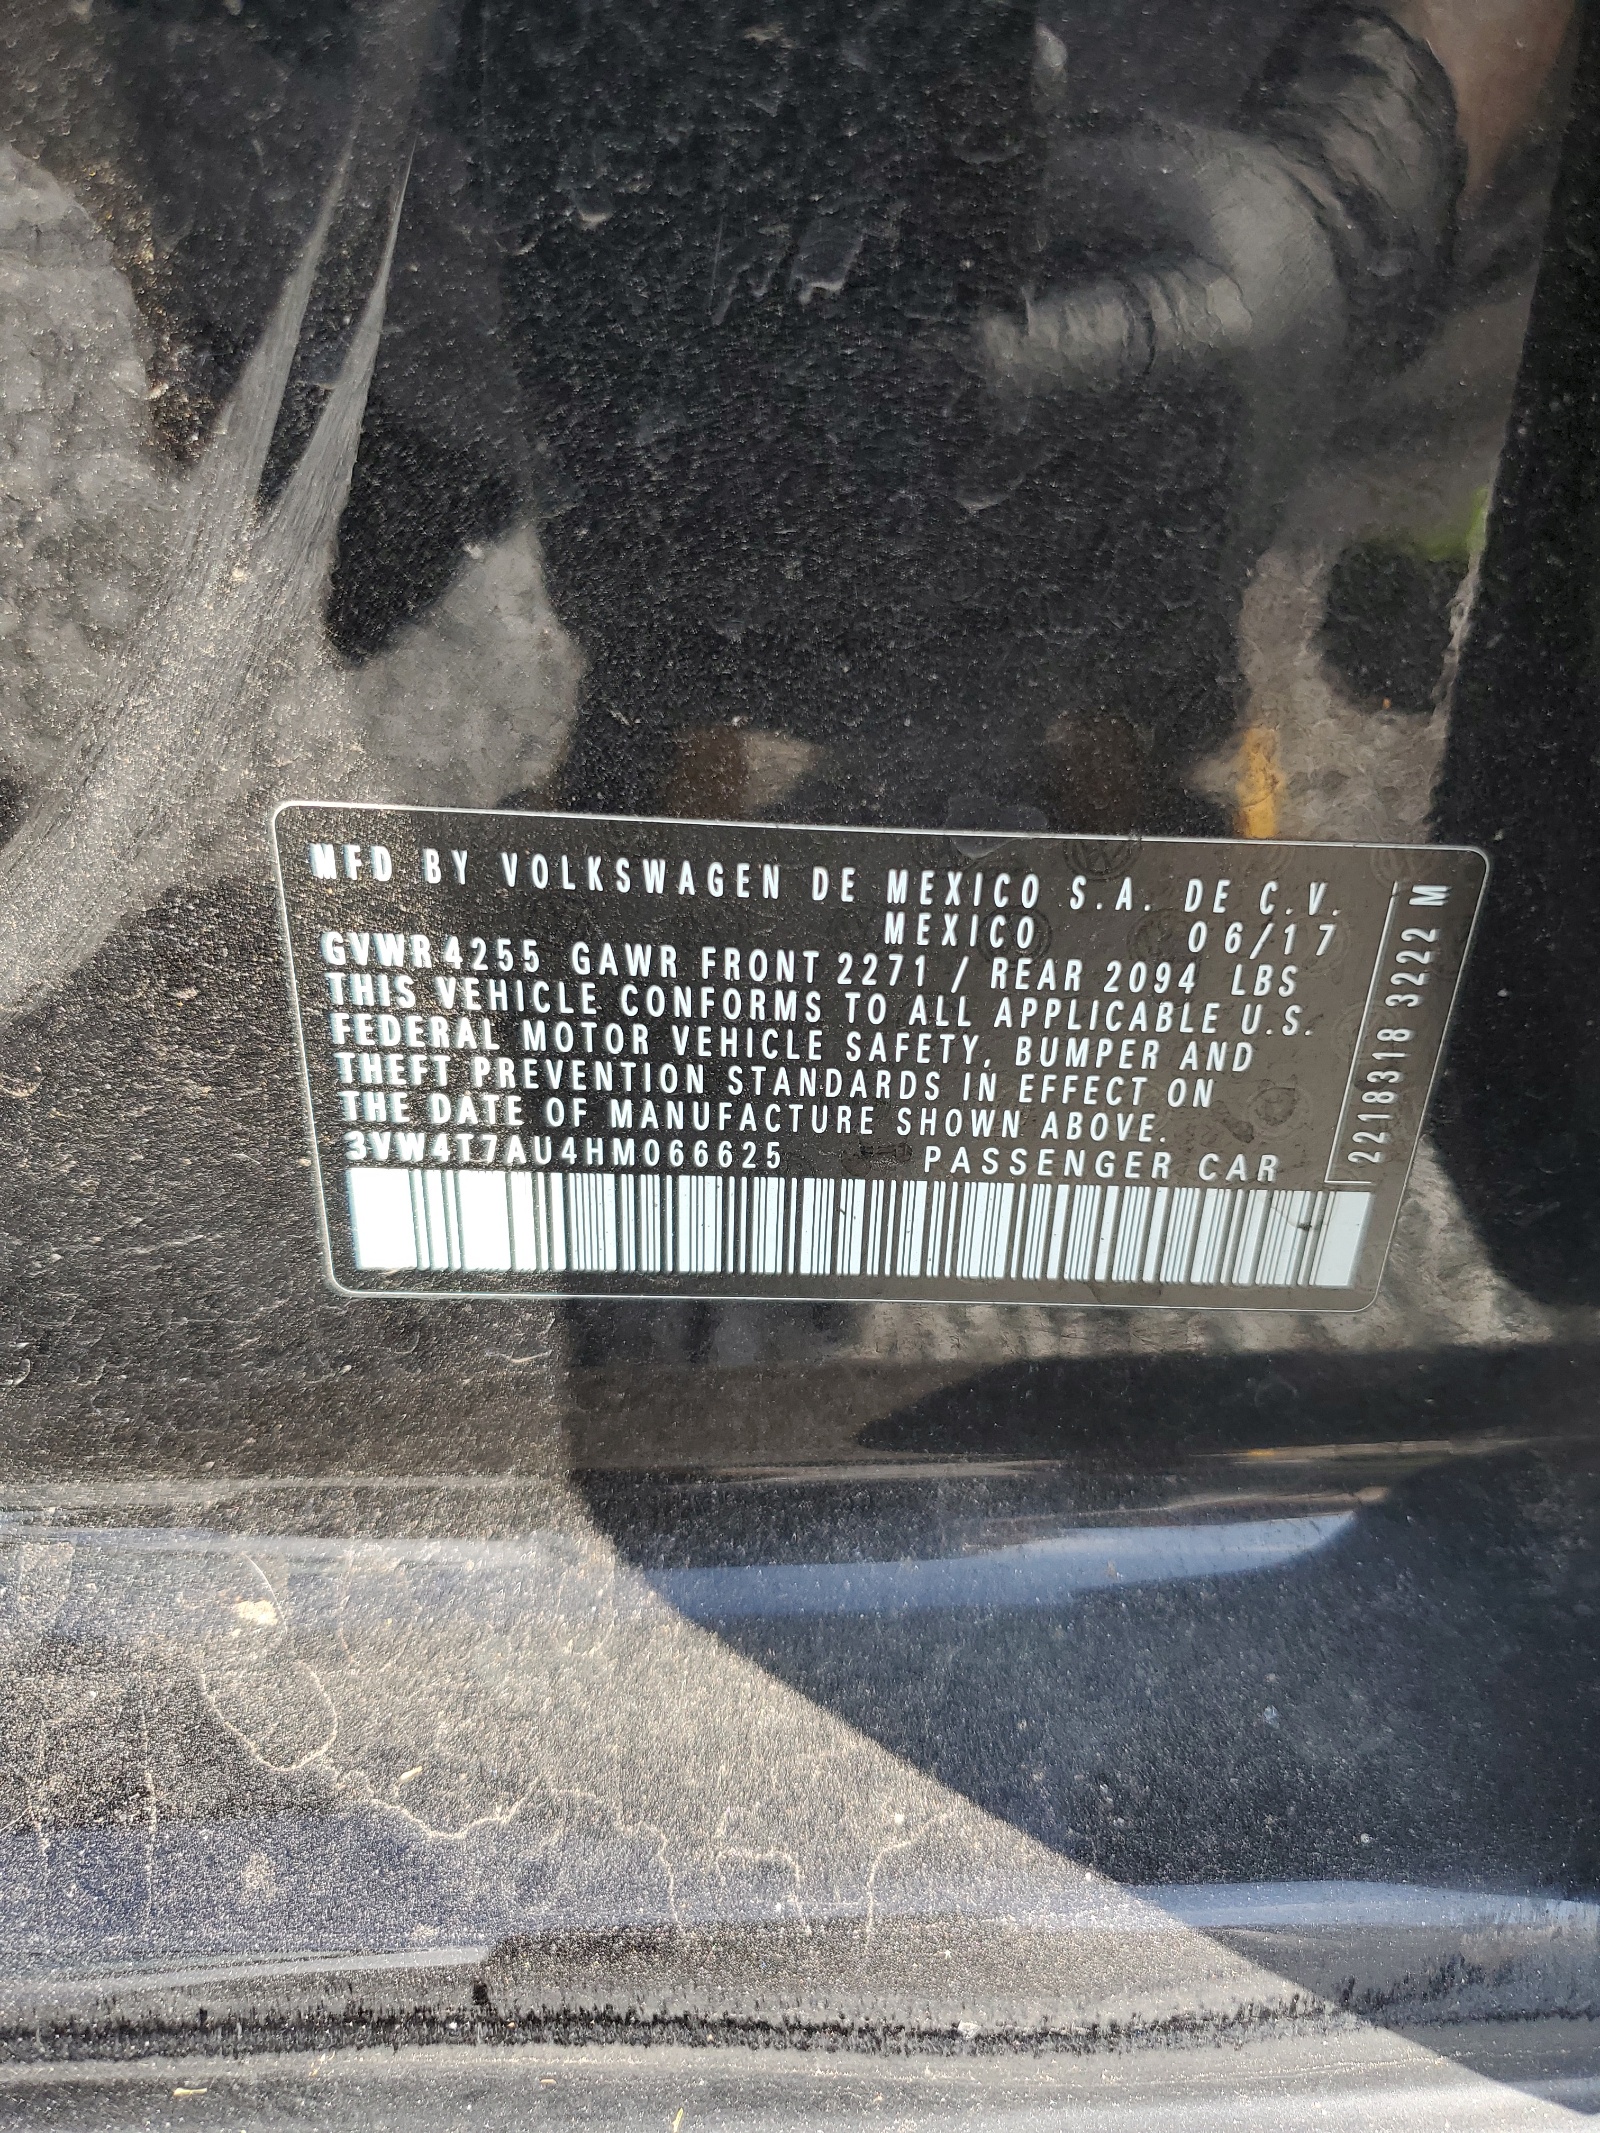 MFD BY VOLKSWAGEN DE MEXICO S.A. DE C.V.
MEXICO 06/17
GVWR 4255 GAWR FRONT 2271 / REAR 2094 LBS
THIS VEHICLE CONFORMS TO ALL APPLICABLE U.S.
FEDERAL MOTOR VEHICLE SAFETY, BUMPER AND
THEFT PREVENTION STANDARDS IN EFFECT ON
THE DATE OF MANUFACTURE SHOWN ABOVE.
3VW4T7AU4HM066625 PASSENGER CAR
2218318 3222 M